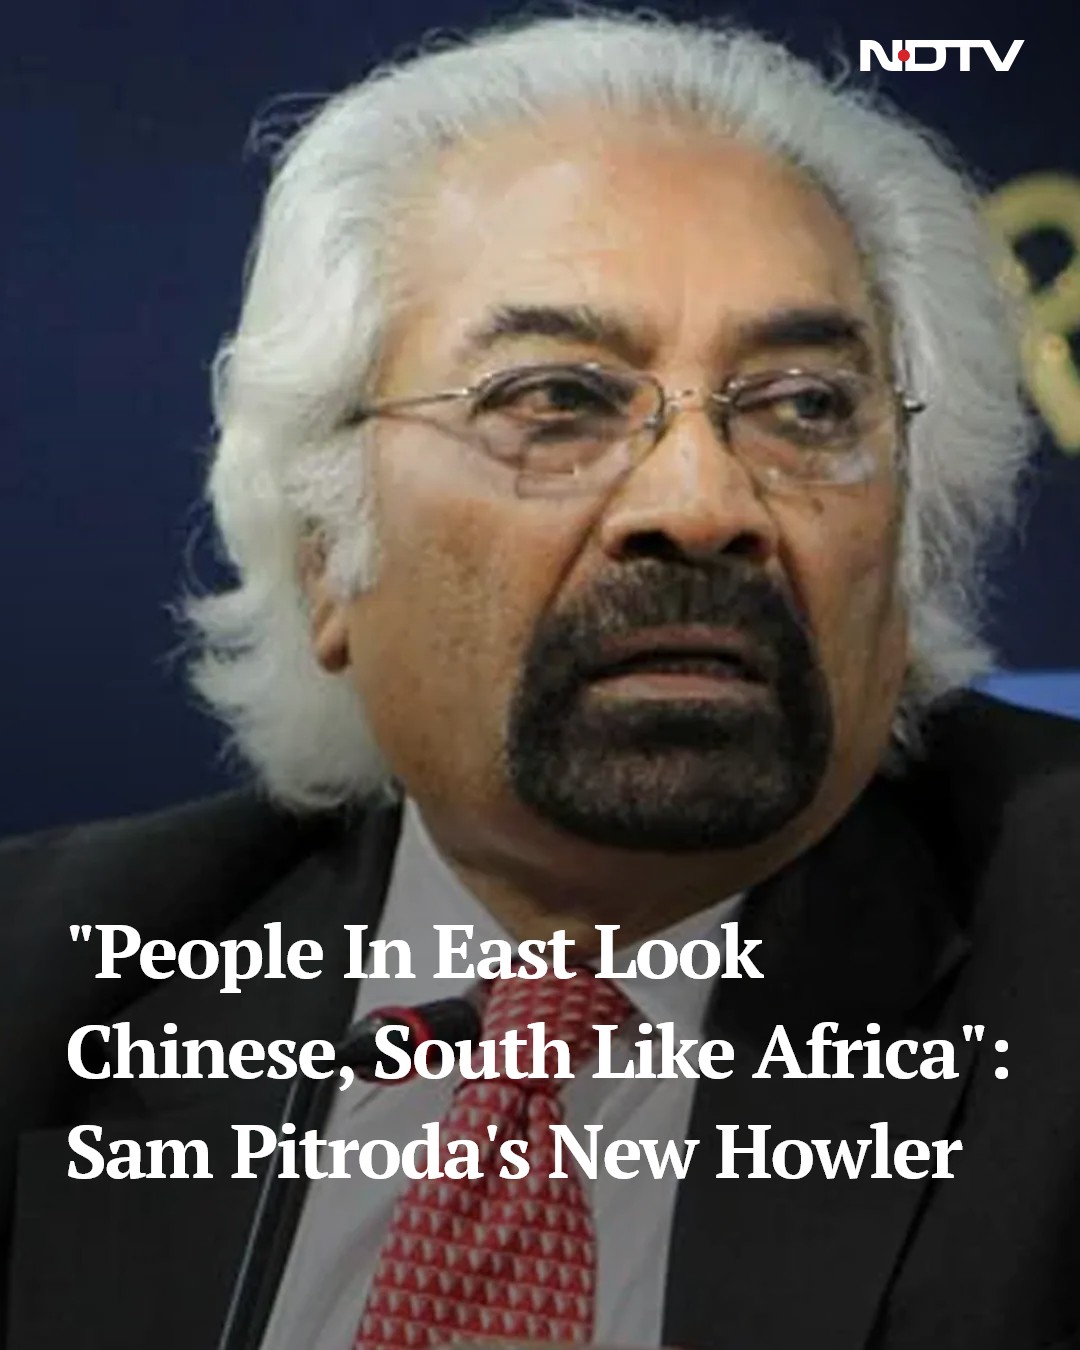 NDTV
"People In East Look
Chinese, South Like Africa":
Sam Pitroda's New Howler